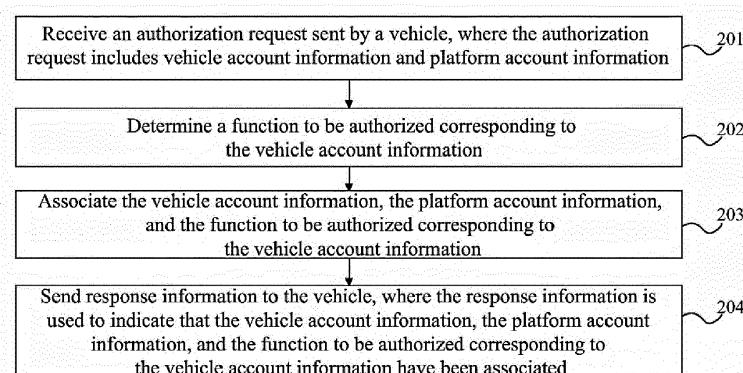 Receive an authorization request sent by a vehicle, where the authorization
request includes vehicle account information and platform account information
201
Determine a function to be authorized corresponding to
the vehicle account information
202
Associate the vehicle account information, the platform account information,
and the function to be authorized corresponding to
the vehicle account information
203
Send response information to the vehicle, where the response information is
used to indicate that the vehicle account information, the platform account
information, and the function to be authorized corresponding to
the vehicle account information have been associated
204